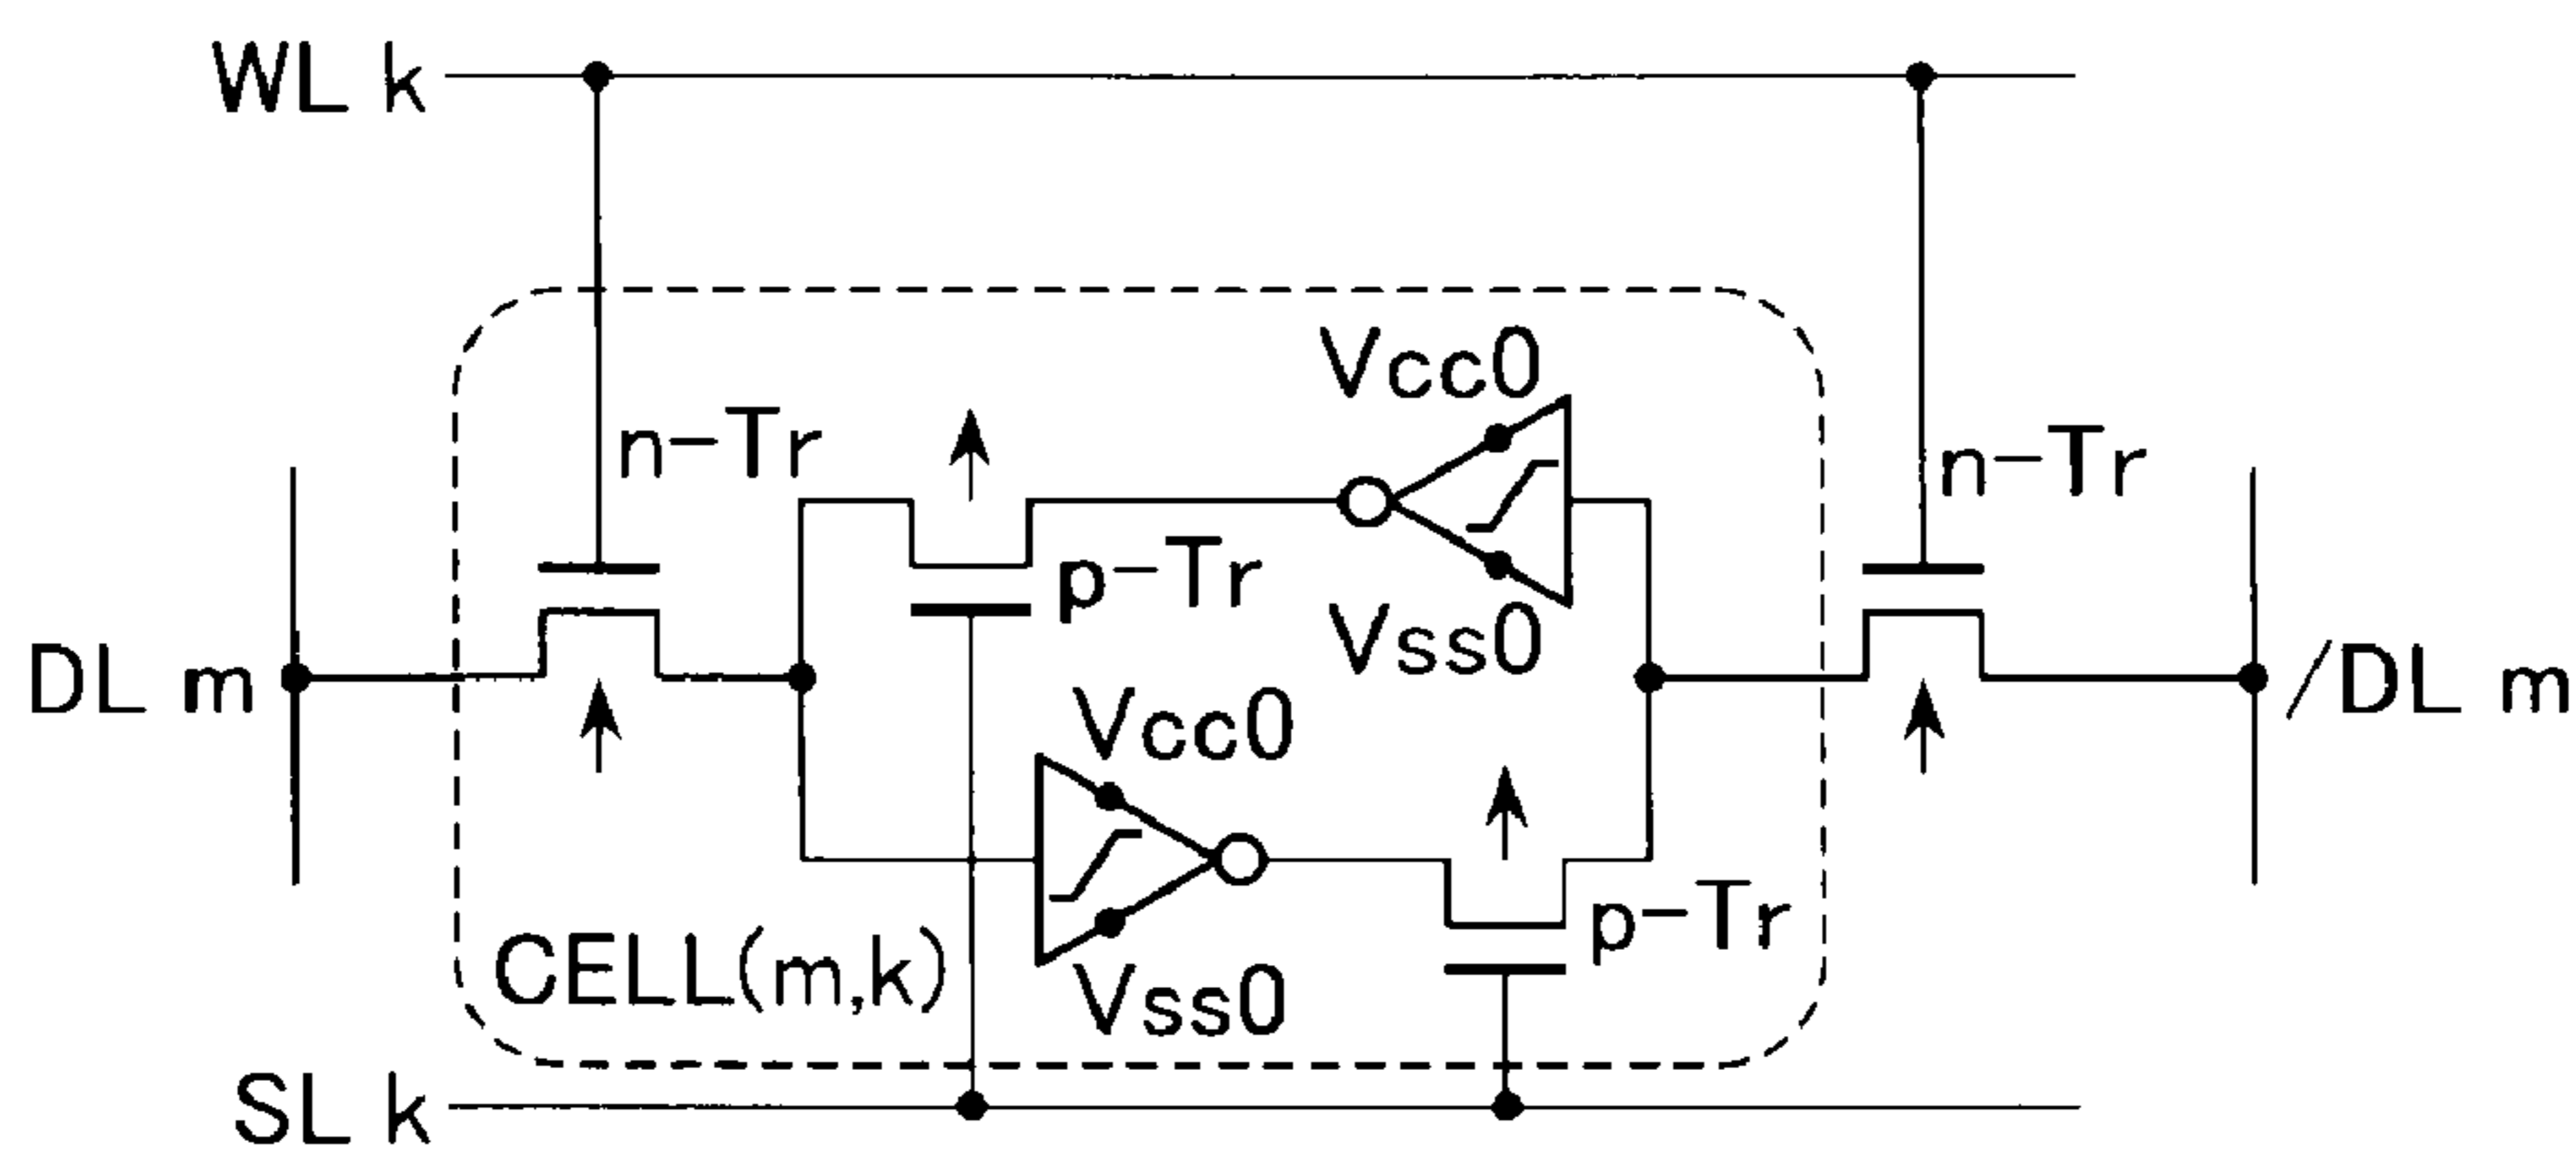 WL k
Vcc0
n-Tr
n-Tr
p-Tr
Vss0
DL m
/DL m
Vcc0
p-Tr
CELL(m,k)
Vss0
SL k